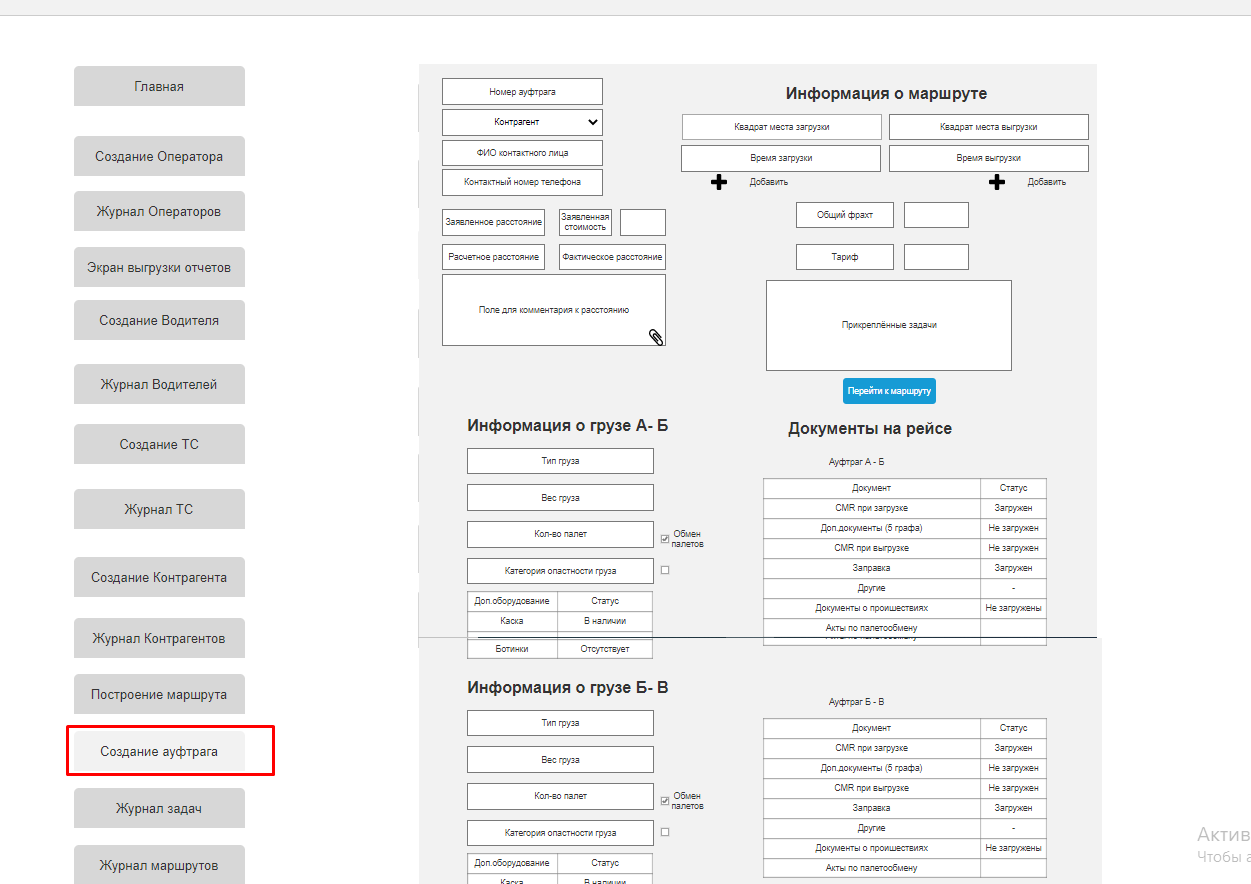 Главная
Создание Оператора
Журнал Операторов
Экран выгрузки отчетов
Создание Водителя
Журнал Водителей
Создание ТС
Журнал ТС
Создание Контрагента
Журнал Контрагентов
Построение маршрута
Создание ауфтрага
Журнал задач
Журнал маршрутов
Номер ауфтрага
Контрагент
ФИО контактного лица
Контактный номер телефона
Заявленное расстояние
Заявленная
стоимость
Расчетное расстояние
Фактическое расстояние
Поле для комментария к расстоянию
Информация о маршруте
Квадрат места загрузки
Квадрат места выгрузки
Время загрузки
Время выгрузки
Добавить
Добавить
Общий фрахт
Тариф
Прикреплённые задачи
Перейти к маршруту
Информация о грузе А- Б
Тип груза
Вес груза
Кол-во палет
Обмен
палетов
Категория опастности груза
Доп.оборудование Статус
Каска В наличии
Ботинки Отсутствует
Документы на рейсе
Ауфтраг А - Б
Документ Статус
CMR при загрузке Загружен
Доп.документы (5 графа) Не загружен
CMR при выгрузке Не загружен
Заправка Загружен
Другие -
Документы о проишествиях Не загружены
Акты по палетообмену
Информация о грузе Б- В
Тип груза
Вес груза
Кол-во палет
Обмен
палетов
Категория опастности груза
Доп.оборудование Статус
Каска В наличии
Ауфтраг Б - В
Документ Статус
CMR при загрузке Загружен
Доп.документы (5 графа) Не загружен
CMR при выгрузке Не загружен
Заправка Загружен
Другие -
Документы о проишествиях Не загружены
Акты по палетообмену
Актив
Чтобы а